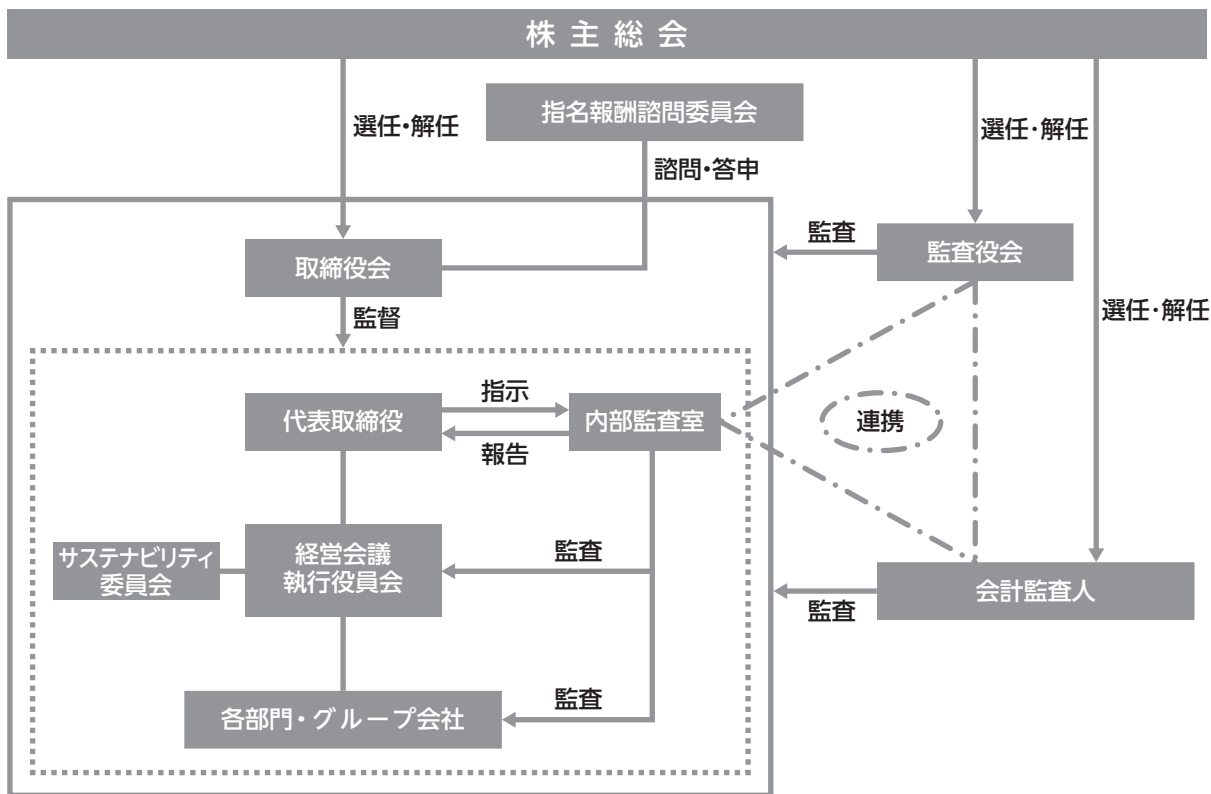 株主総会
指名報酬諮問委員会
選任・解任
選任・解任
諮問・答申
監査
監査役会
取締役会
選任・解任
監督
指示
代表取締役
内部監査室
連携
報告
サステナビリティ
委員会
経営会議
執行役員会
監査
会計監査人
監査
各部門・グループ会社
監査